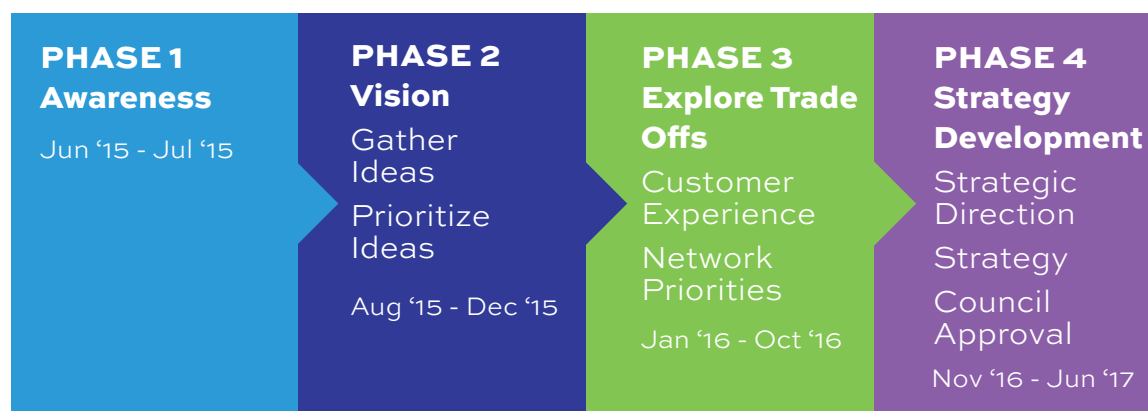 PHASE 1
Awareness
Jun ‘15 - Jul ‘15
PHASE 2
Vision
Gather
Ideas
Prioritize
Ideas
Aug ‘15 - Dec ‘15
PHASE 3
Explore Trade
Offs
Customer
Experience
Network
Priorities
Jan ‘16 - Oct ‘16
PHASE 4
Strategy
Development
Strategic
Direction
Strategy
Council
Approval
Nov ‘16 - Jun ‘17